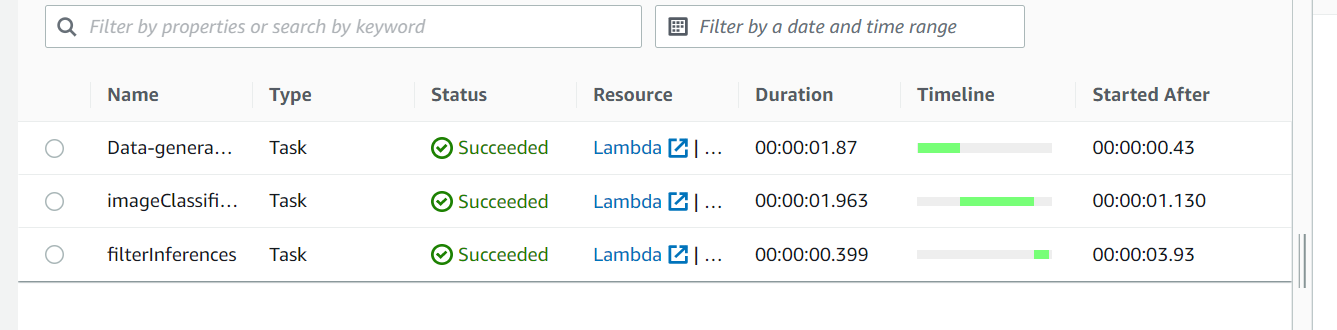 Filter by properties or search by keyword Filter by a date and time range
Name Type Status Resource Duration Timeline Started After
Data-genera... Task Succeeded Lambda | ... 00:00:01.87 00:00:00.43
imageClassifi... Task Succeeded Lambda | ... 00:00:01.963 00:00:01.130
filterInferences Task Succeeded Lambda | ... 00:00:00.399 00:00:03.93